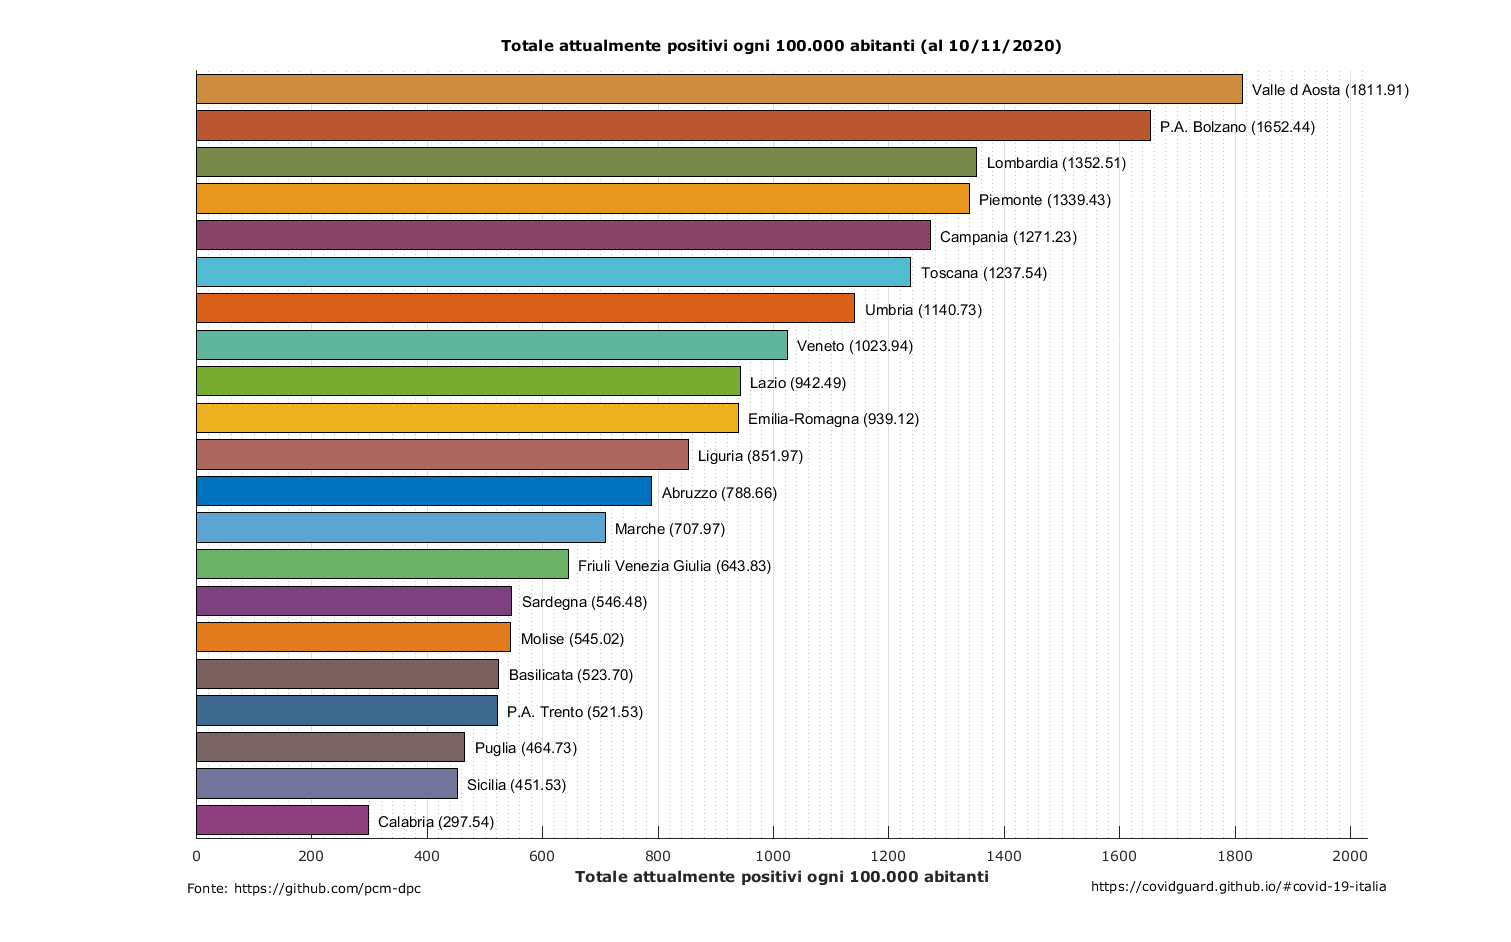 Totale attualmente positivi ogni 100.000 abitanti (al 10/11/2020)
Valle d Aosta (1811.91)
P.A. Bolzano (1652.44)
Lombardia (1352.51)
Piemonte (1339.43)
Campania (1271.23)
Toscana (1237.54)
Umbria (1140.73)
Veneto (1023.94)
Lazio (942.49)
Emilia-Romagna (939.12)
Liguria (851.97)
Abruzzo (788.66)
Marche (707.97)
Friuli Venezia Giulia (643.83)
Sardegna (546.48)
Molise (545.02)
Basilicata (523.70)
P.A. Trento (521.53)
Puglia (464.73)
Sicilia (451.53)
Calabria (297.54)
0 200 400 600 800 1000 1200 1400 1600 1800 2000
Totale attualmente positivi ogni 100.000 abitanti
Fonte: https://github.com/pcm-dpc
https://covidguard.github.io/#covid-19-italia